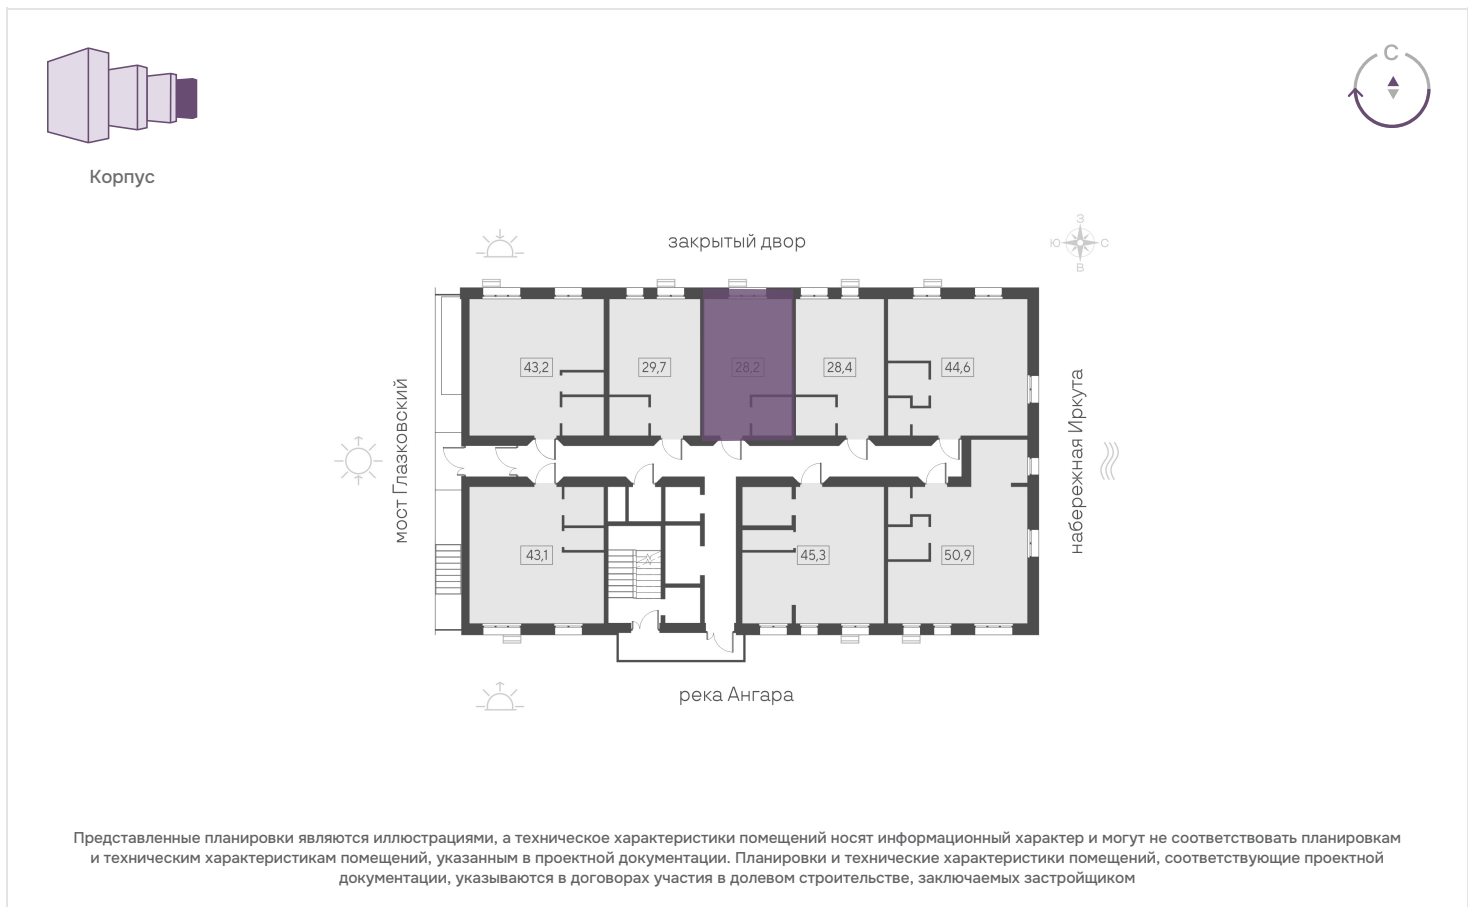 С
Корпус
закрытый двор
З
Ю
С
В
43,2
29,7
28,2
28,4
44,6
мост Глазковский
набережная Иркута
43,1
45,3
50,9
река Ангара
Представленные планировки являются иллюстрациями, а техническое характеристики помещений носят информационный характер и могут не соответствовать планировкам
и техническим характеристикам помещений, указанным в проектной документации. Планировки и технические характеристики помещений, соответствующие проектной
документации, указываются в договорах участия в долевом строительстве, заключаемых застройщиком